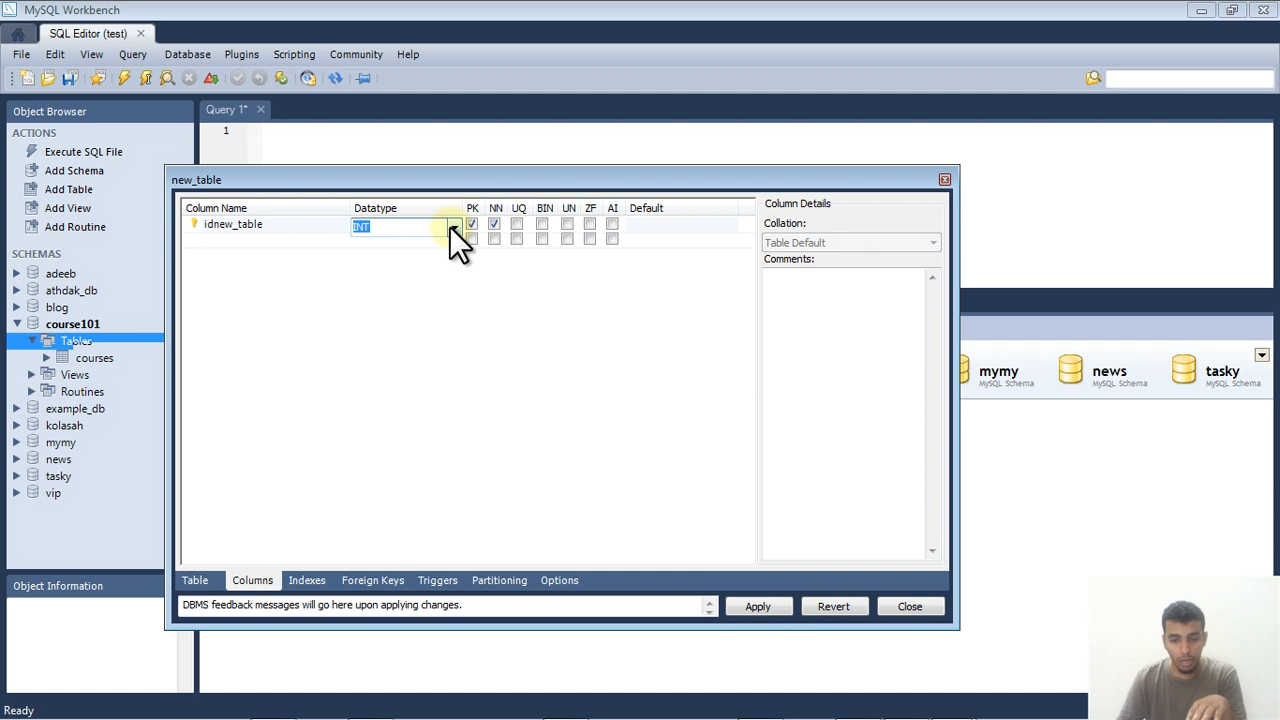 MySQL Workbench
SQL Editor (test)
File Edit View Query Database Plugins Scripting Community Help
Object Browser
Query 1*
ACTIONS
1
Execute SQL File
Add Schema
Add Table
Add View
Add Routine
SCHEMAS
adeeb
athdak_db
blog
course101
Tables
courses
Views
Routines
example_db
kolasah
mymy
news
tasky
vip
new_table
Column Name Datatype PK NN UQ BIN UN ZF AI Default
idnew_table INT
Column Details
Collation:
Table Default
Comments:
Table Columns Indexes Foreign Keys Triggers Partitioning Options
DBMS feedback messages will go here upon applying changes.
Apply Revert Close
mymy
MySQL Schema
news
MySQL Schema
tasky
MySQL Schema
Object Information
Ready